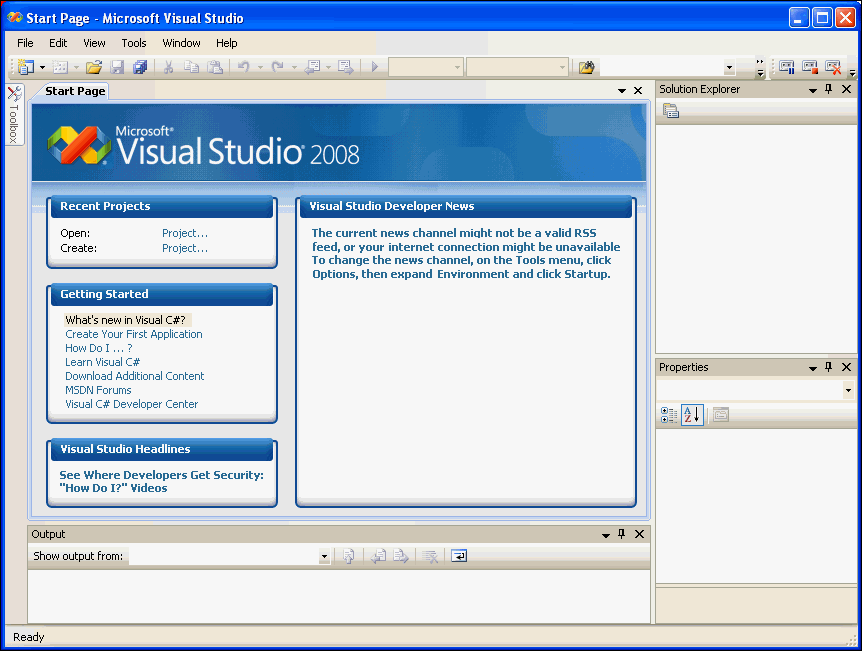 Start Page - Microsoft Visual Studio
File Edit View Tools Window Help
Toolbox
Start Page
Microsoft®
Visual Studio® 2008
Recent Projects
Open: Project...
Create: Project...
Getting Started
What's new in Visual C#?
Create Your First Application
How Do I ... ?
Learn Visual C#
Download Additional Content
MSDN Forums
Visual C# Developer Center
Visual Studio Headlines
See Where Developers Get Security:
"How Do I?" Videos
Visual Studio Developer News
The current news channel might not be a valid RSS
feed, or your internet connection might be unavailable
To change the news channel, on the Tools menu, click
Options, then expand Environment and click Startup.
Solution Explorer
Properties
A
Z
Output
Show output from:
Ready